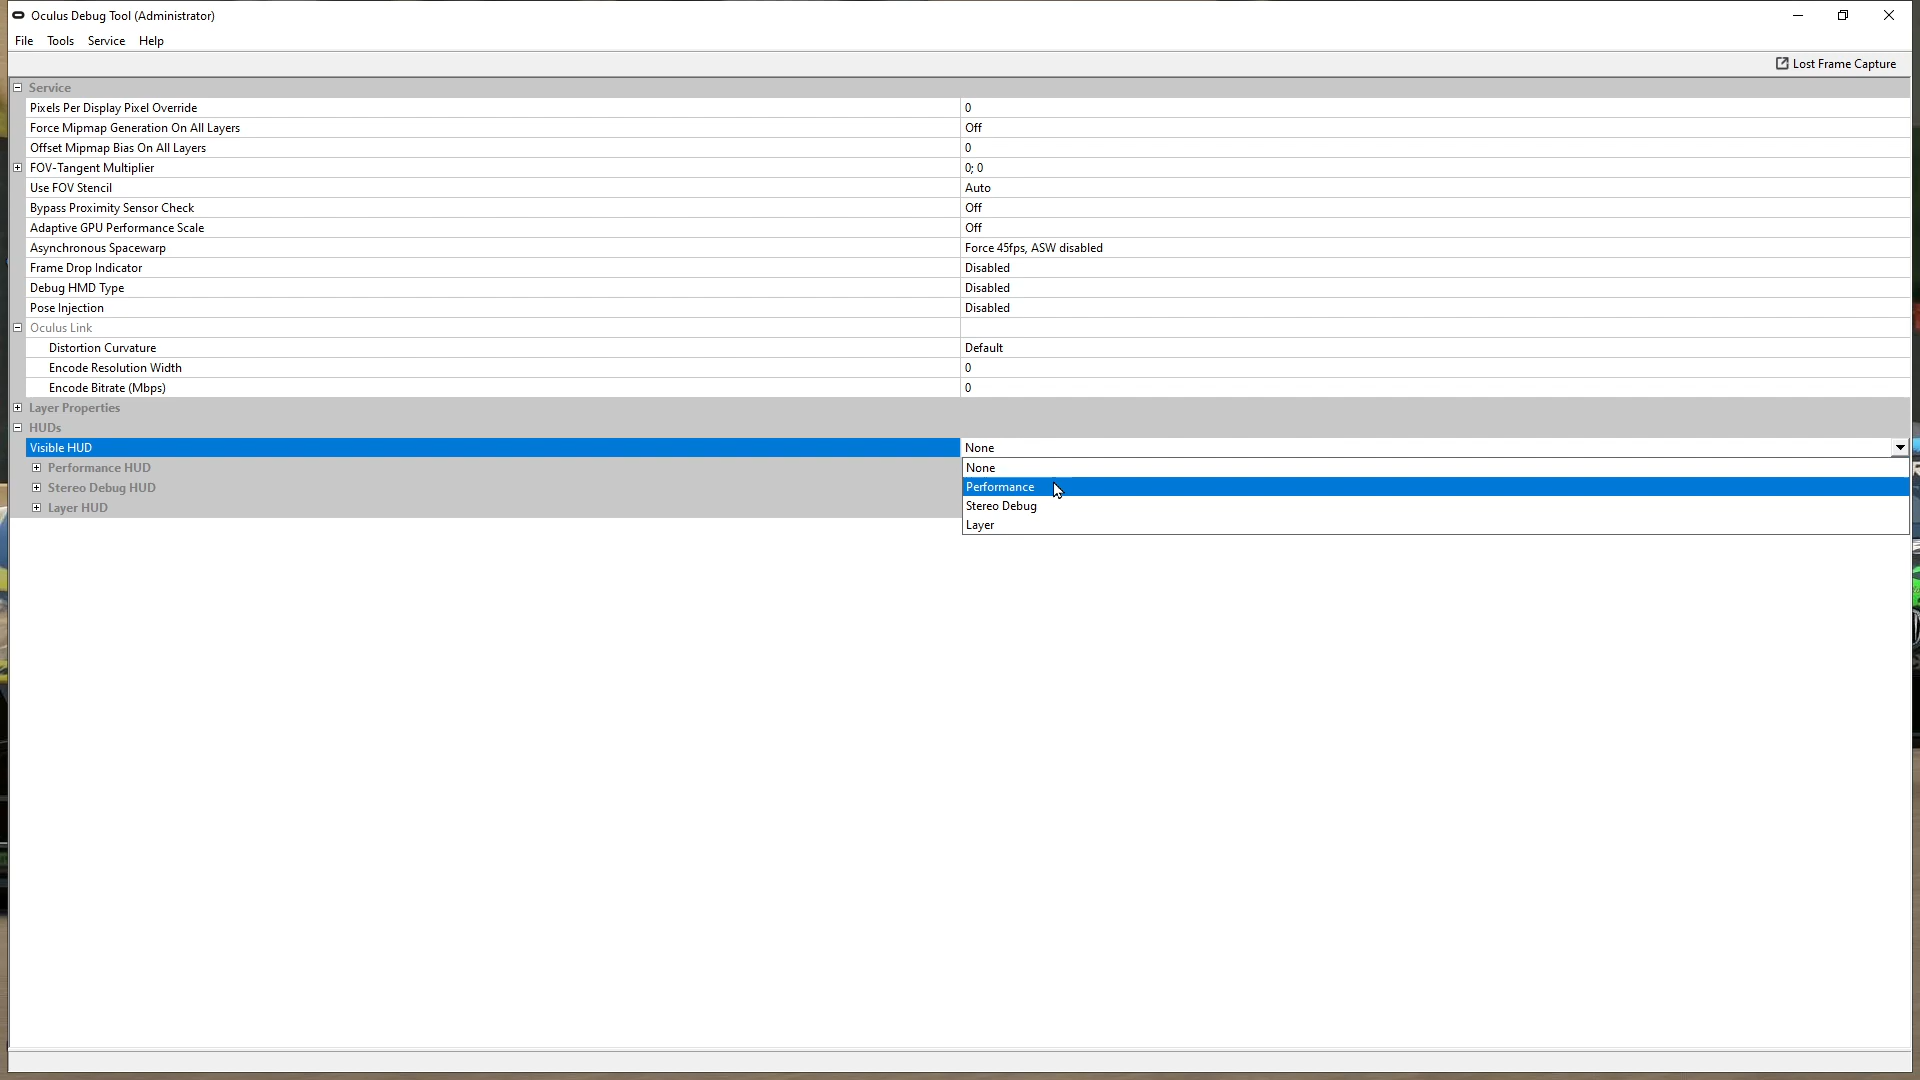 Oculus Debug Tool (Administrator)
File Tools Service Help
Lost Frame Capture
Service
Pixels Per Display Pixel Override 0
Force Mipmap Generation On All Layers Off
Offset Mipmap Bias On All Layers 0
FOV-Tangent Multiplier 0; 0
Use FOV Stencil Auto
Bypass Proximity Sensor Check Off
Adaptive GPU Performance Scale Off
Asynchronous Spacewarp Force 45fps, ASW disabled
Frame Drop Indicator Disabled
Debug HMD Type Disabled
Pose Injection Disabled
Oculus Link
Distortion Curvature Default
Encode Resolution Width 0
Encode Bitrate (Mbps) 0
Layer Properties
HUDs
Visible HUD None
Performance HUD None
Stereo Debug HUD Performance
Layer HUD Stereo Debug
Layer